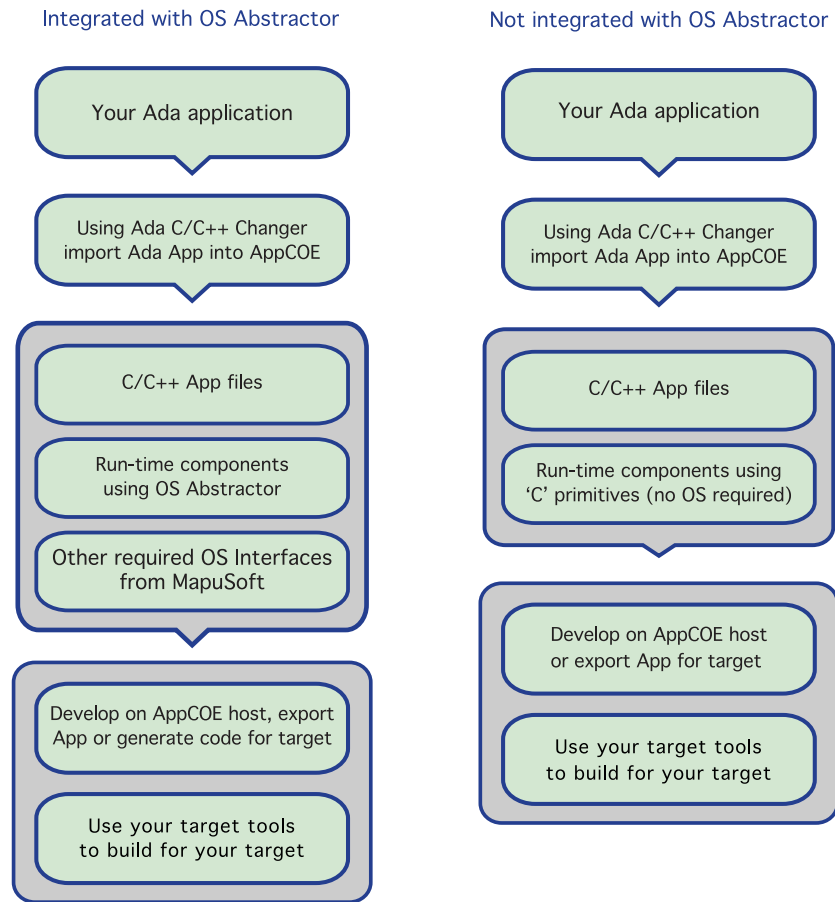 Integrated with OS Abstractor
Your Ada application
Using Ada C/C++ Changer
import Ada App into AppCOE
C/C++ App files
Run-time components
using OS Abstractor
Other required OS Interfaces
from MapuSoft
Develop on AppCOE host, export
App or generate code for target
Use your target tools
to build for your target
Not integrated with OS Abstractor
Your Ada application
Using Ada C/C++ Changer
import Ada App into AppCOE
C/C++ App files
Run-time components using
‘C’ primitives (no OS required)
Develop on AppCOE host
or export App for target
Use your target tools
to build for your target